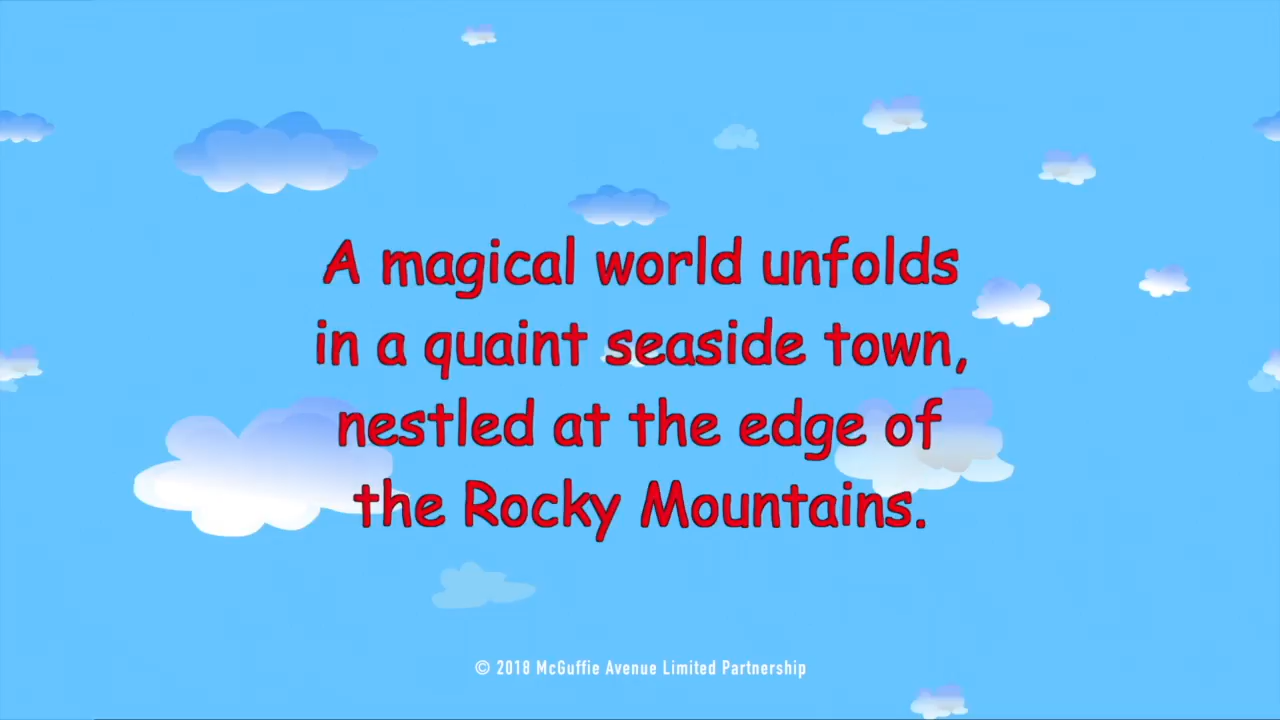 A magical world unfolds
in a quaint seaside town,
nestled at the edge of
the Rocky Mountains.
© 2018 McGuffie Avenue Limited Partnership